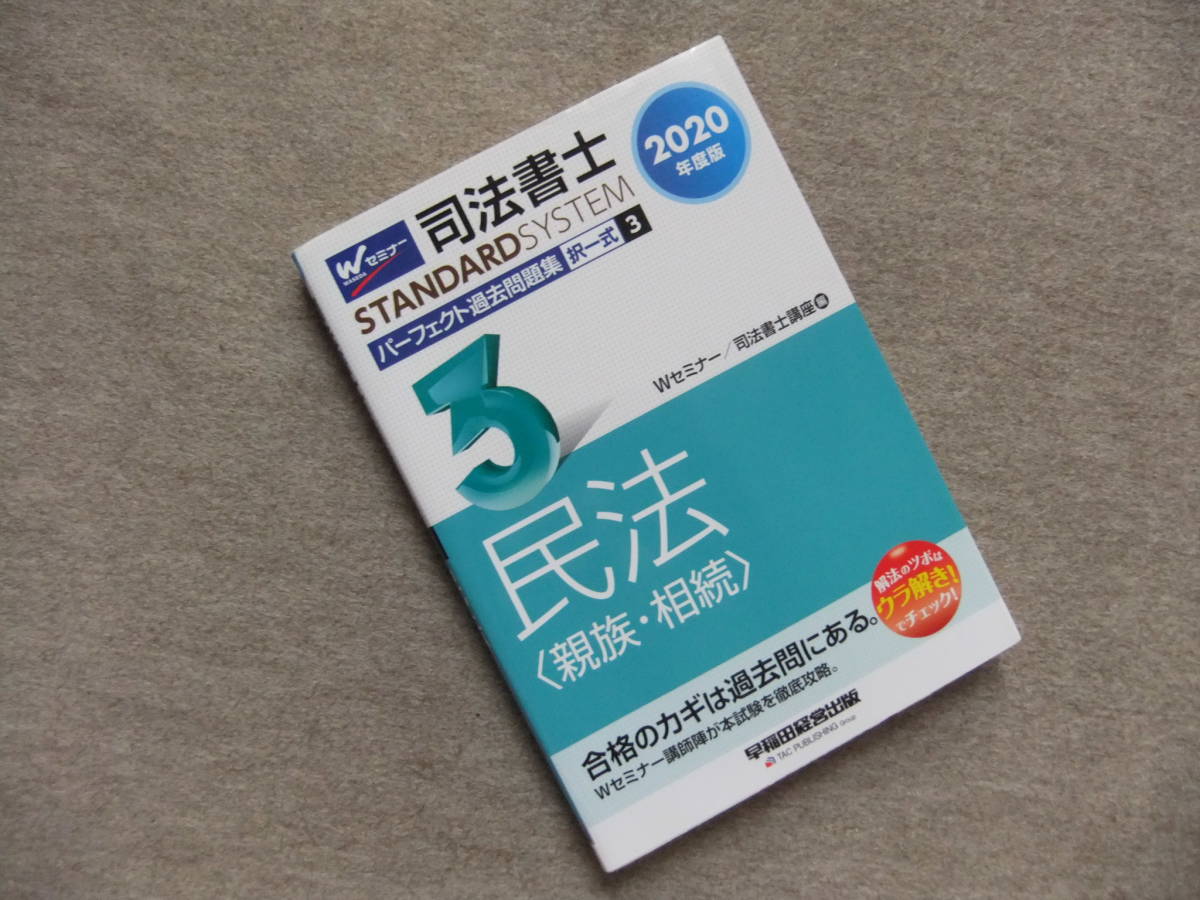 2020
年度版
W セミナー
WASEDA
司法書士
STANDARDSYSTEM
パーフェクト過去問題集 択一式 3
3
Wセミナー／司法書士講座 編
民法
〈親族・相続〉
解法のツボは
ウラ解き!
でチェック!
合格のカギは過去問にある。
Wセミナー講師陣が本試験を徹底攻略。
早稲田経営出版
TAC PUBLISHING Group